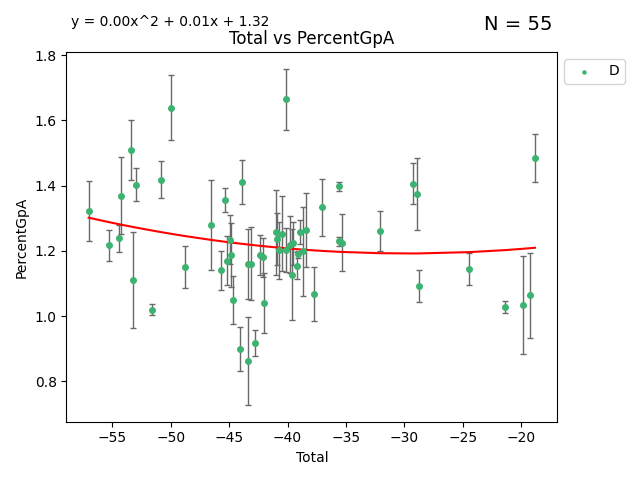 y = 0.00x^2 + 0.01x + 1.32
N = 55
Total vs PercentGpA
D
1.8
1.6
1.4
1.2
1.0
0.8
PercentGpA
−55
−50
−45
−40
−35
−30
−25
−20
Total